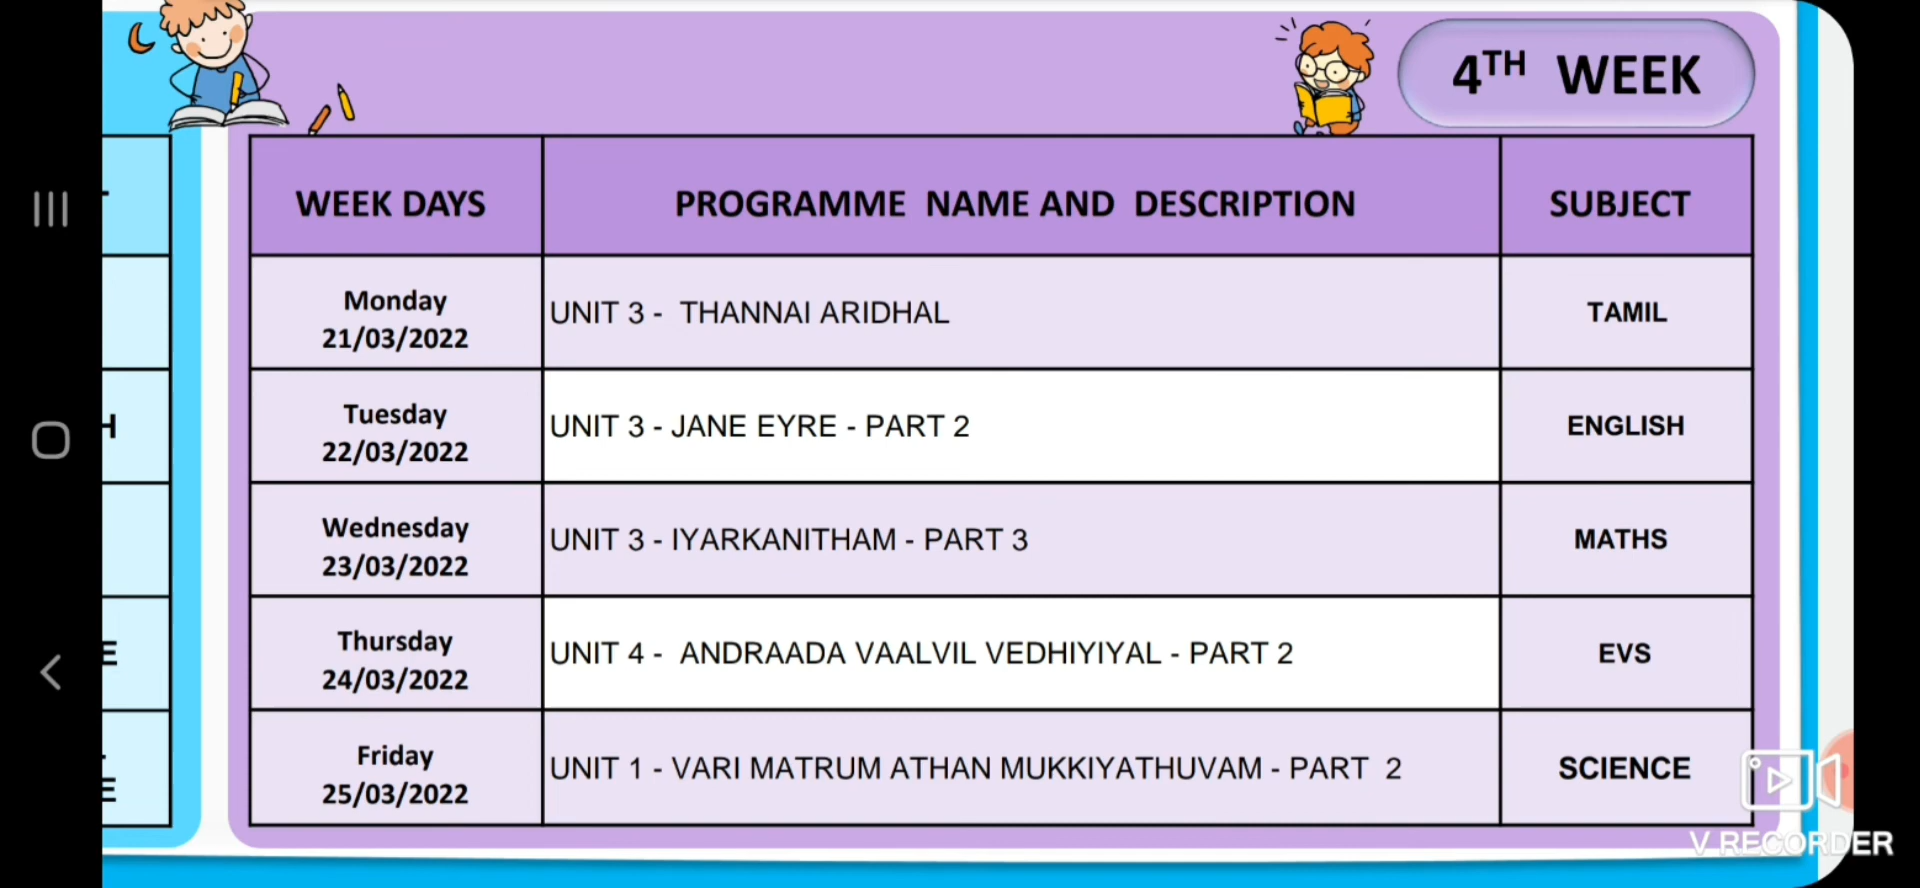 4TH WEEK
WEEK DAYS PROGRAMME NAME AND DESCRIPTION SUBJECT
Monday
21/03/2022
UNIT 3 - THANNAI ARIDHAL
TAMIL
Tuesday
22/03/2022
UNIT 3 - JANE EYRE - PART 2
ENGLISH
Wednesday
23/03/2022
UNIT 3 - IYARKANITHAM - PART 3
MATHS
Thursday
24/03/2022
UNIT 4 - ANDRAADA VAALVIL VEDHIYIYAL - PART 2
EVS
Friday
25/03/2022
UNIT 1 - VARI MATRUM ATHAN MUKKIYATHUVAM - PART 2
SCIENCE
V RECORDER